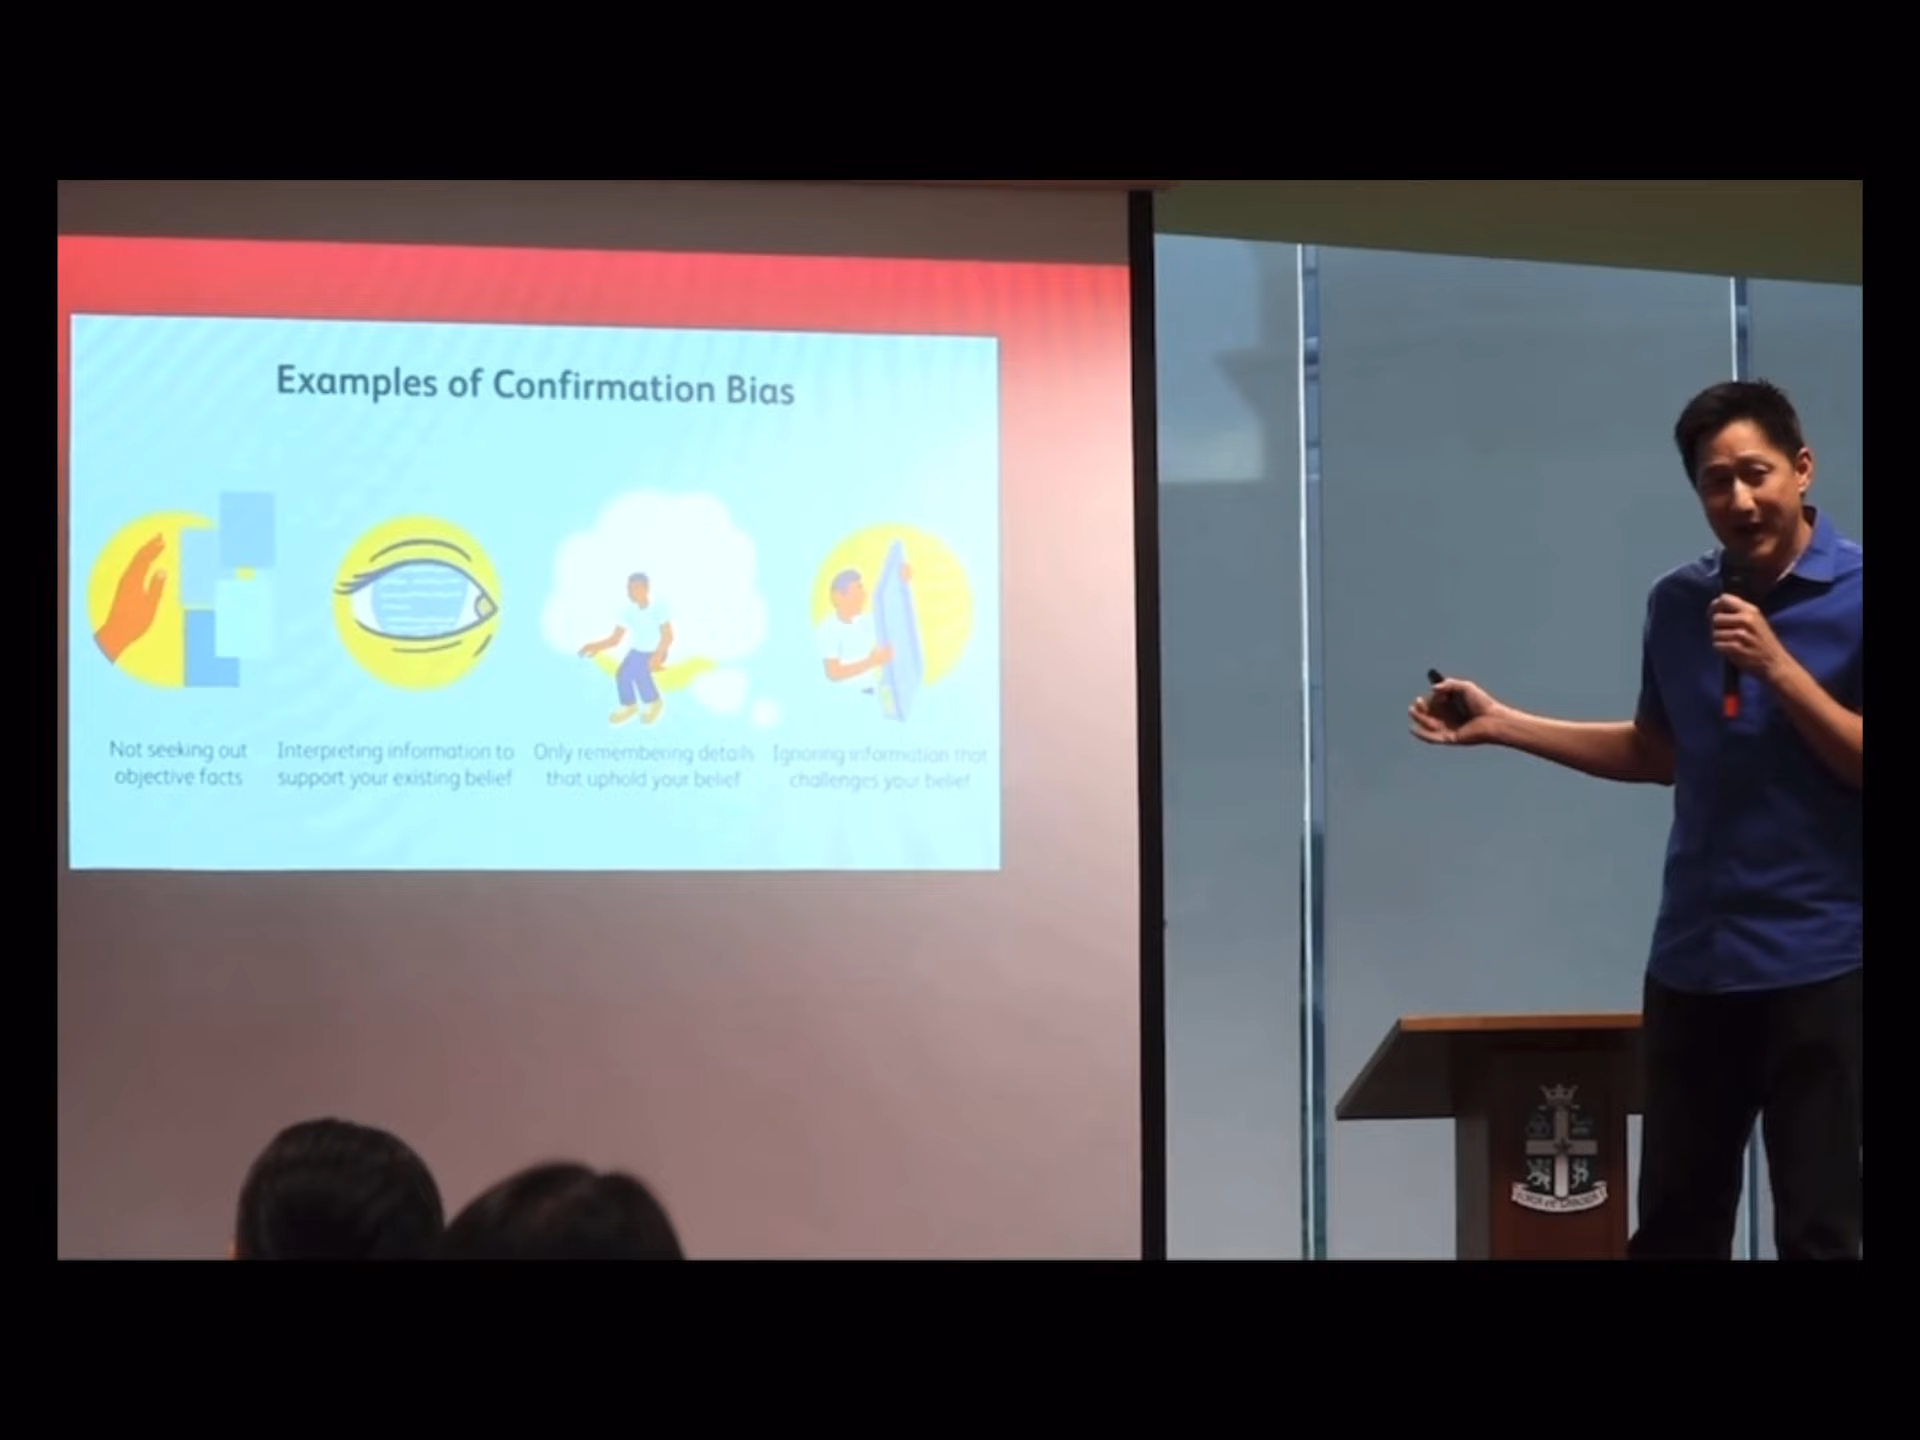 Examples of Confirmation Bias
Not seeking out
objective facts
Interpreting information to
support your existing belief
Only remembering details
that uphold your belief
Ignoring information that
challenges your belief